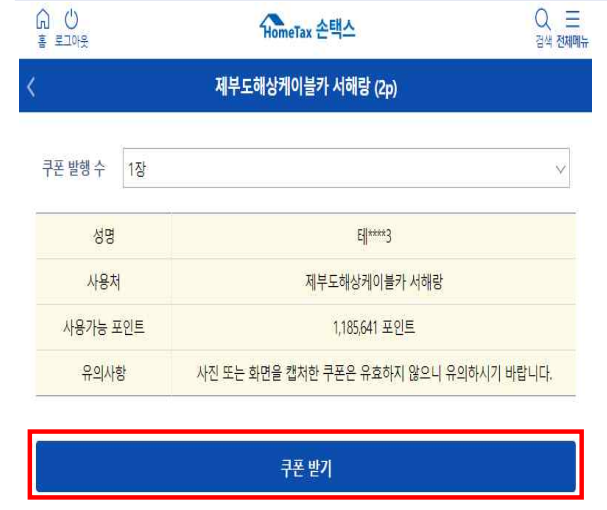 홈 로그아웃
HomeTax 손택스
검색 전체메뉴
제부도해상케이블카 서해랑 (2p)
쿠폰 발행 수 1장
성명 테****3
사용처 제부도해상케이블카 서해랑
사용가능 포인트 1,185,641 포인트
유의사항 사진 또는 화면을 캡처한 쿠폰은 유효하지 않으니 유의하시기 바랍니다.
쿠폰 받기